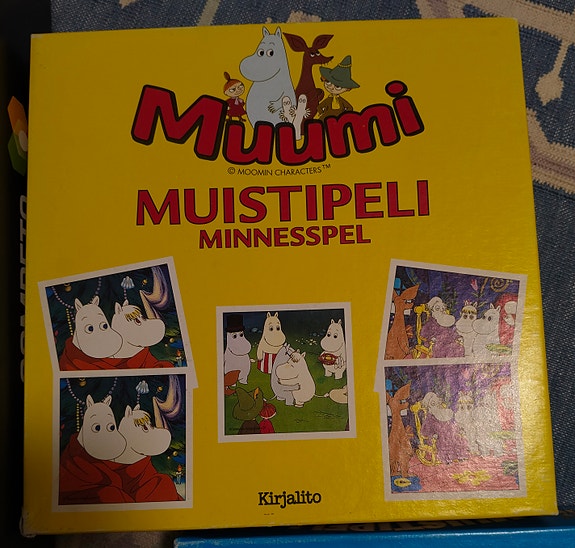 Muumi
© MOOMIN CHARACTERS™
MUISTIPELI
MINNESSPEL
Kirjalito